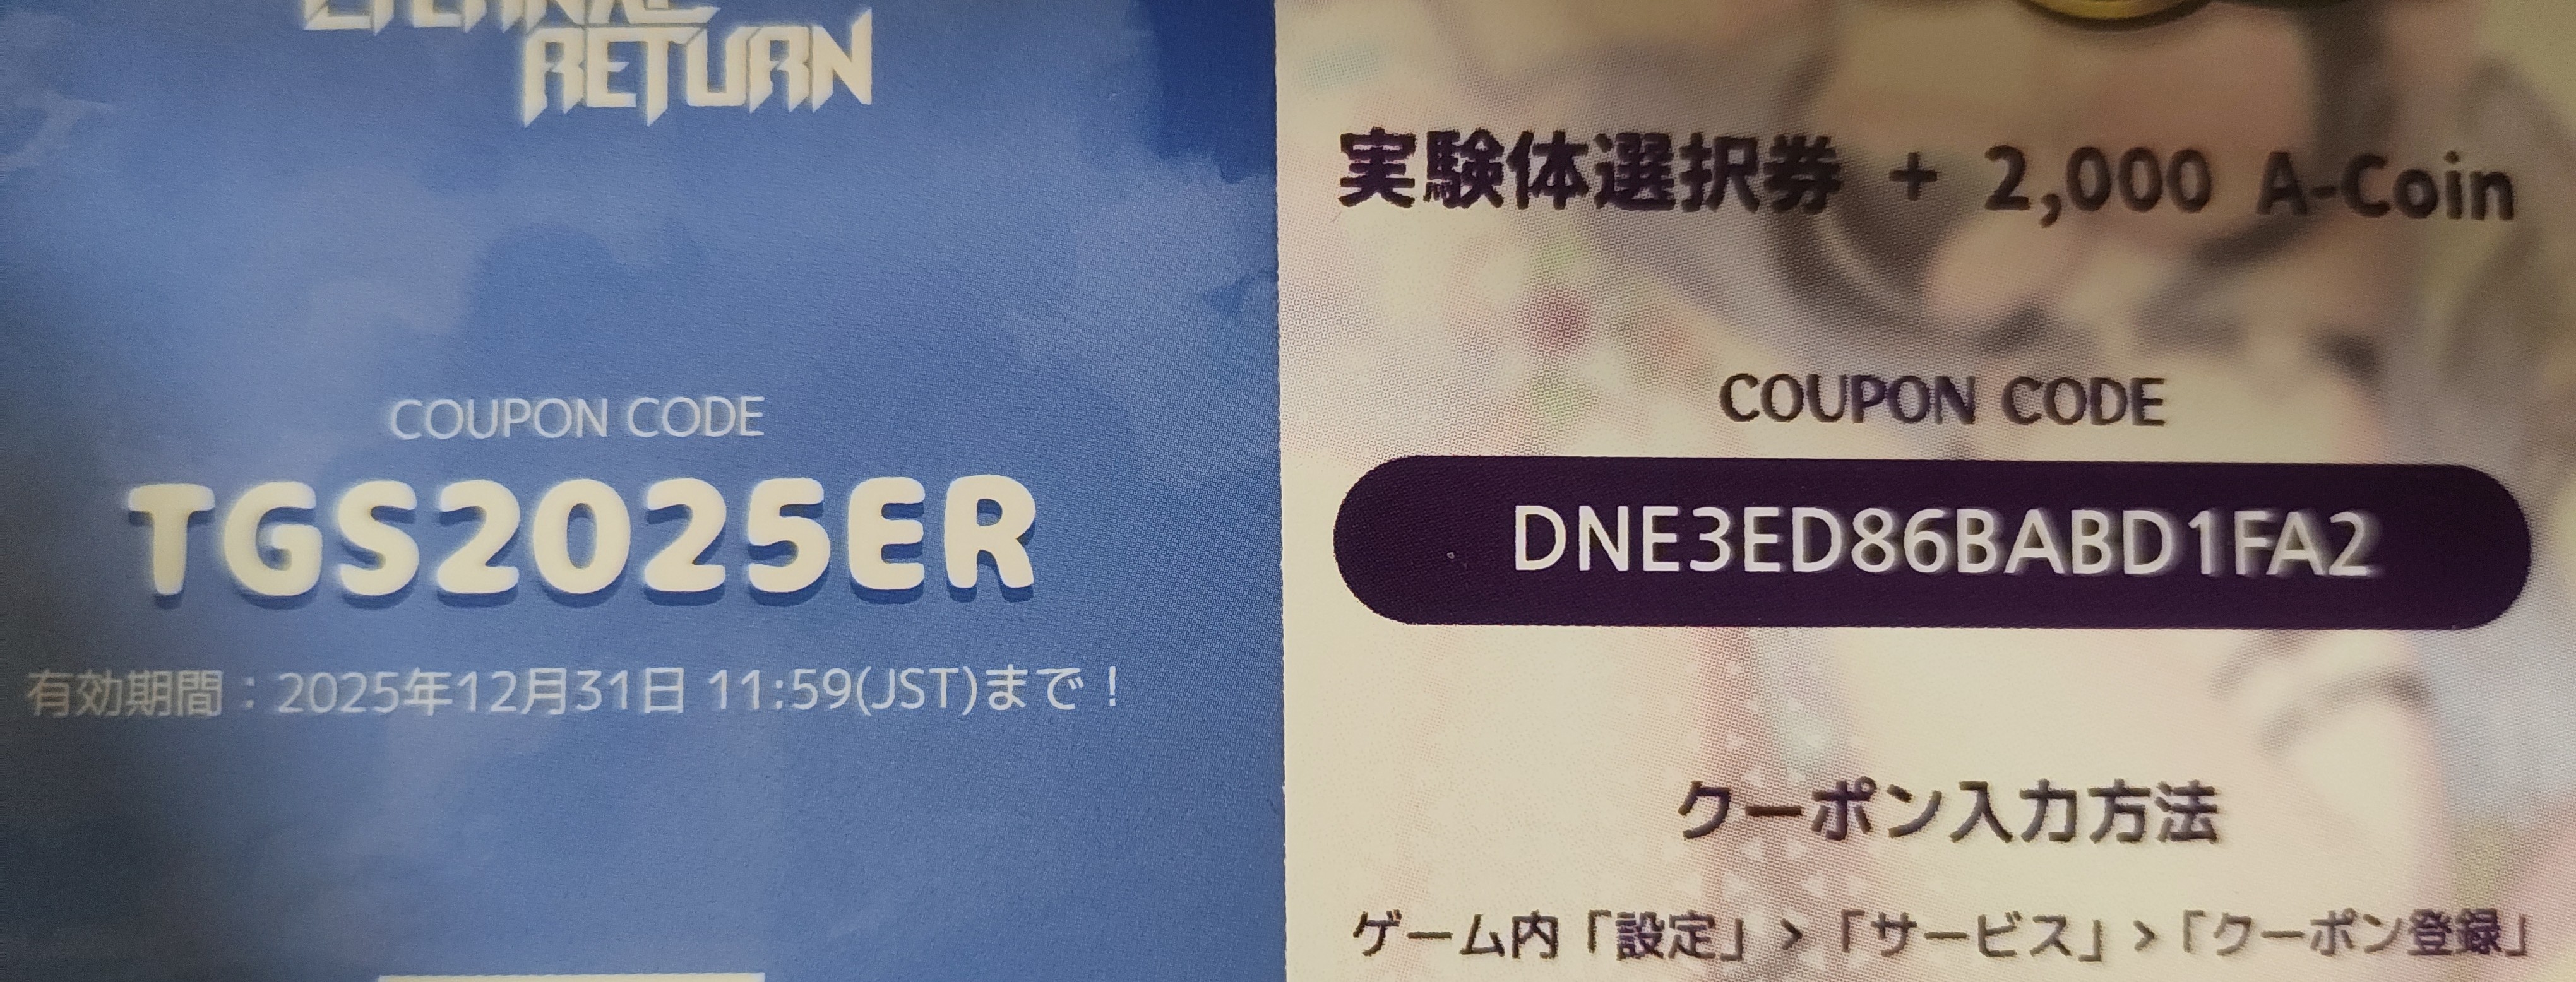 ETERNAL
RETURN
COUPON CODE
TGS2025ER
有効期間：2025年12月31日 11:59(JST)まで！
実験体選択券 + 2,000 A-Coin
COUPON CODE
DNE3ED86BABD1FA2
クーポン入力方法
ゲーム内「設定」>「サービス」>「クーポン登録」